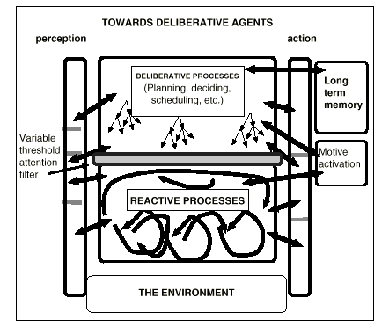 TOWARDS DELIBERATIVE AGENTS
perception
action
DELIBERATIVE PROCESSES
(Planning, deciding,
scheduling, etc.)
Long
term
memory
Variable
threshold
attention
filter
Motive
activation
REACTIVE PROCESSES
THE ENVIRONMENT